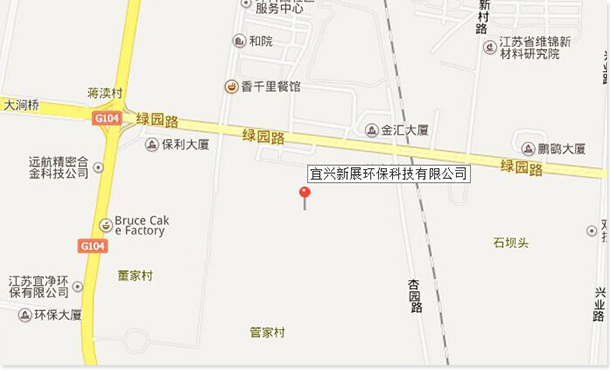 服务中心
新村路
和院
江苏省维锦新
材料研究院
蒋渎村
香千里餐馆
大涧桥
G104
绿园路
绿园路
金汇大厦
保利大厦
鹏鹞大厦
绿园路
远航精密合
金科技公司
宜兴新展环保科技有限公司
Bruce Cak
e Factory
G104
石坝头
董家村
江苏宜净环
保有限公司
杏园路
兴业路
环保大厦
管家村